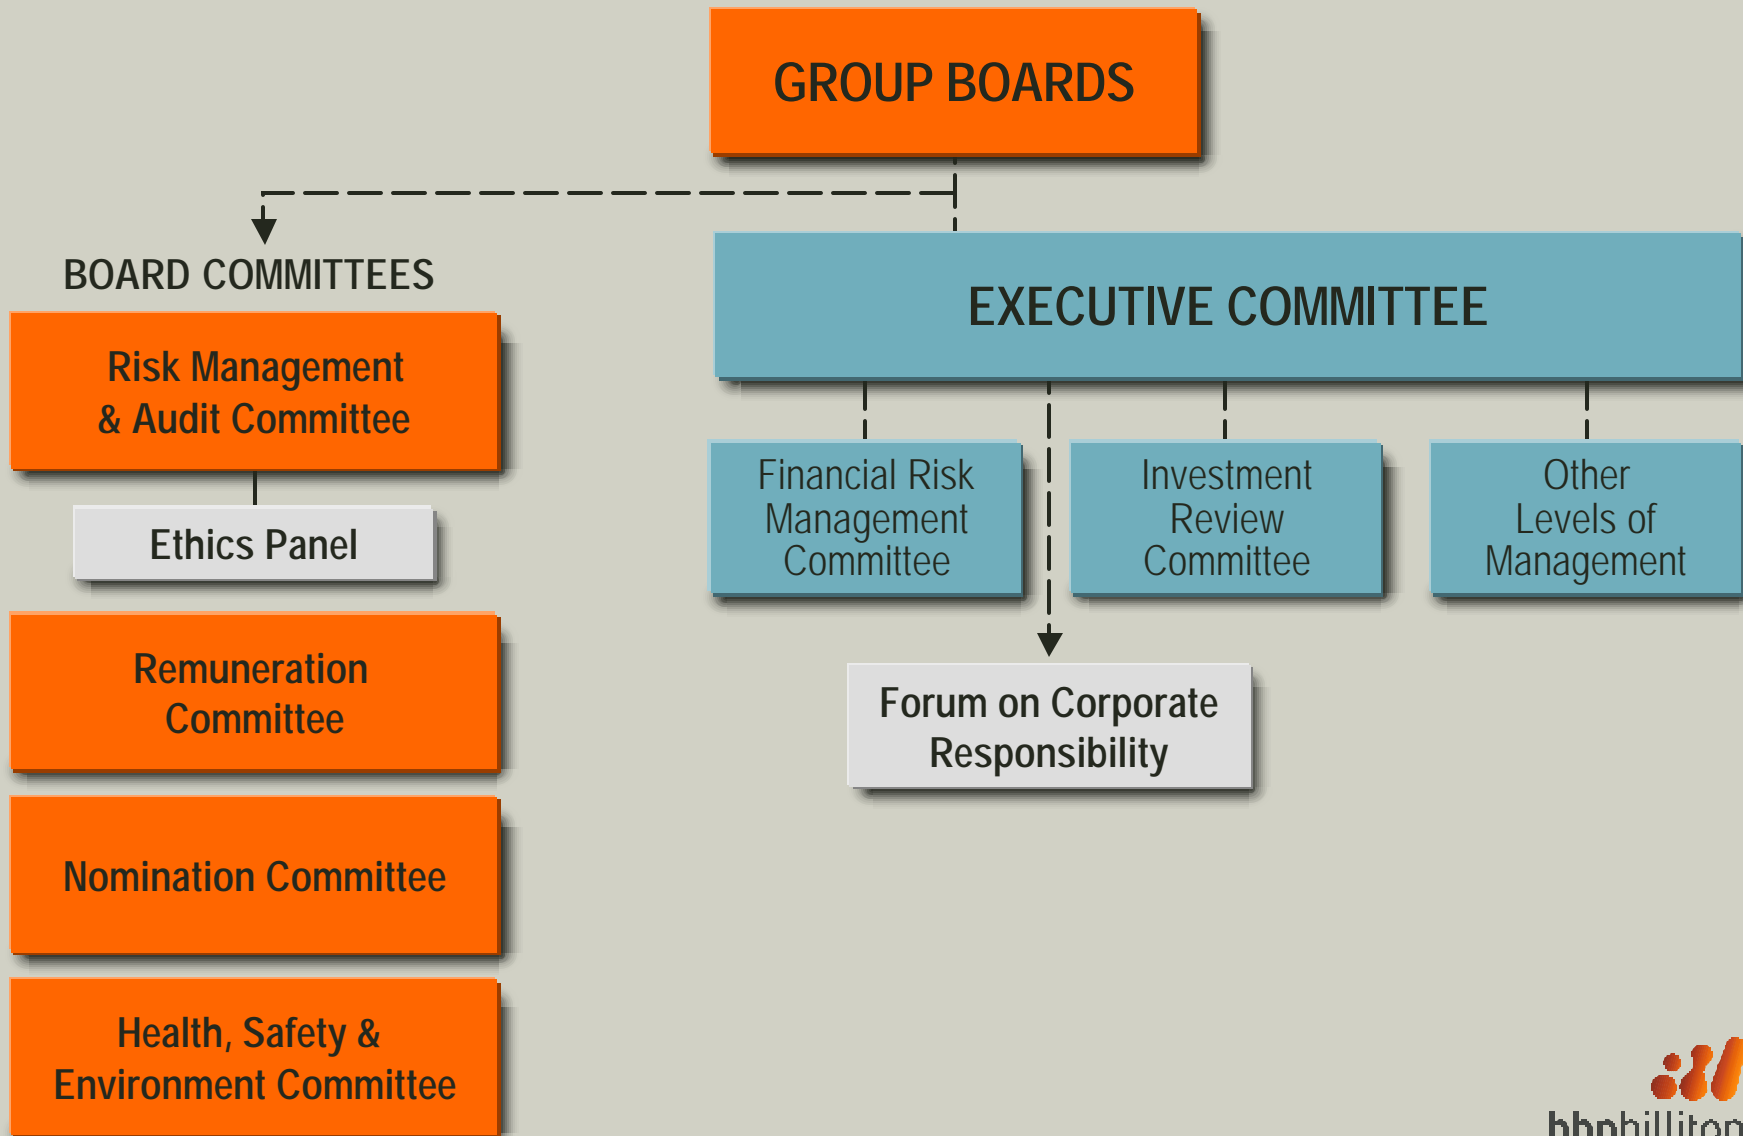 GROUP BOARDS
BOARD COMMITTEES
Risk Management
& Audit Committee
Ethics Panel
Remuneration
Committee
Nomination Committee
Health, Safety &
Environment Committee
EXECUTIVE COMMITTEE
Financial Risk
Management
Committee
Investment
Review
Committee
Other
Levels of
Management
Forum on Corporate
Responsibility
bhpbilliton